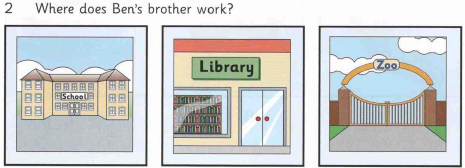 2 Where does Ben's brother work?
School
Library
Zoo